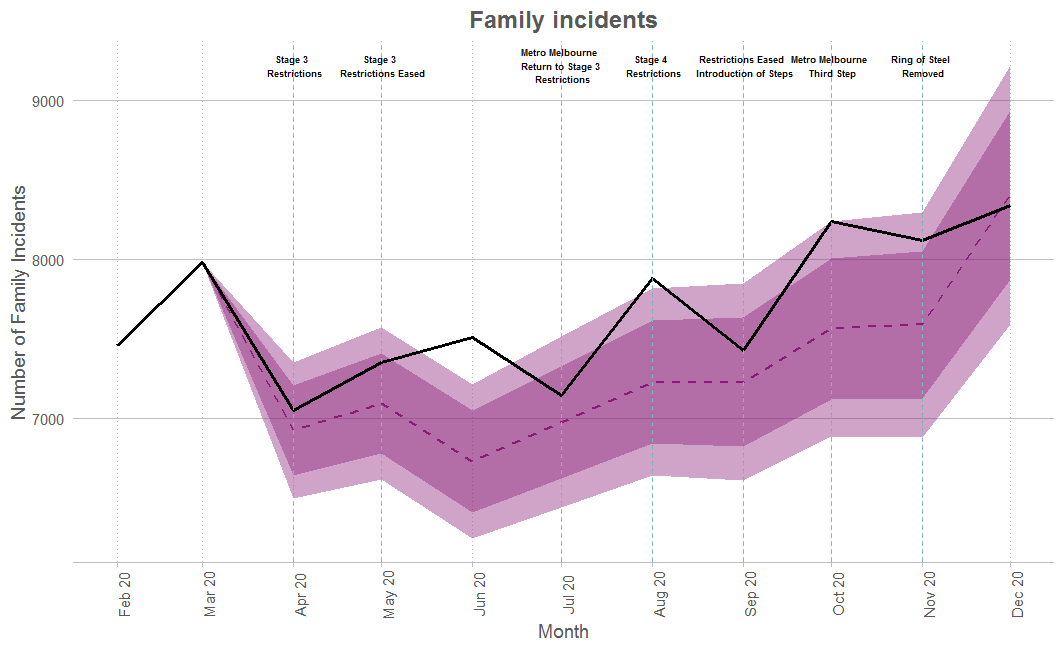 Family incidents
Stage 3
Restrictions
Stage 3
Restrictions Eased
Metro Melbourne
Return to Stage 3
Restrictions
Stage 4
Restrictions
Restrictions Eased
Introduction of Steps
Metro Melbourne
Third Step
Ring of Steel
Removed
Number of Family Incidents
9000
8000
7000
Feb 20
Mar 20
Apr 20
May 20
Jun 20
Jul 20
Aug 20
Sep 20
Oct 20
Nov 20
Dec 20
Month